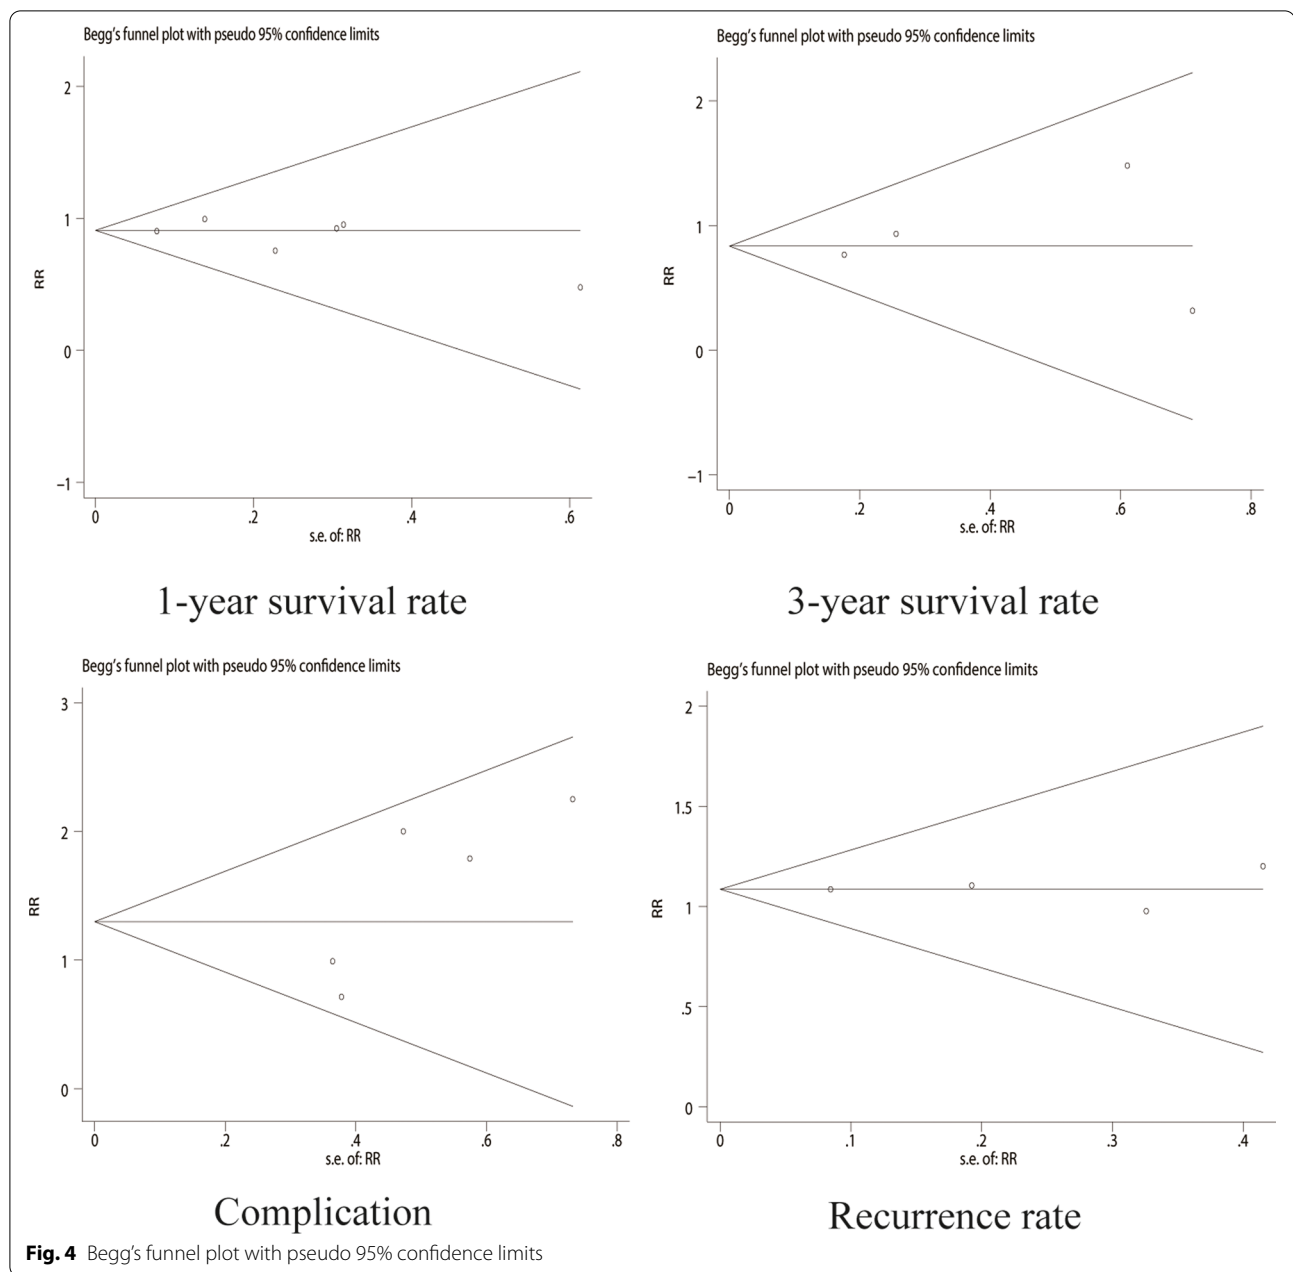 Begg's funnel plot with pseudo 95% confidence limits
2
1
0
–1
RR
0 .2 .4 .6
s.e. of: RR
1-year survival rate
Begg's funnel plot with pseudo 95% confidence limits
2
1
0
–1
RR
0 .2 .4 .6 .8
s.e. of: RR
3-year survival rate
Begg's funnel plot with pseudo 95% confidence limits
3
2
1
0
RR
0 .2 .4 .6 .8
s.e. of: RR
Complication
Begg's funnel plot with pseudo 95% confidence limits
2
1.5
1
.5
0
RR
0 .1 .2 .3 .4
s.e. of: RR
Recurrence rate
Fig. 4 Begg's funnel plot with pseudo 95% confidence limits